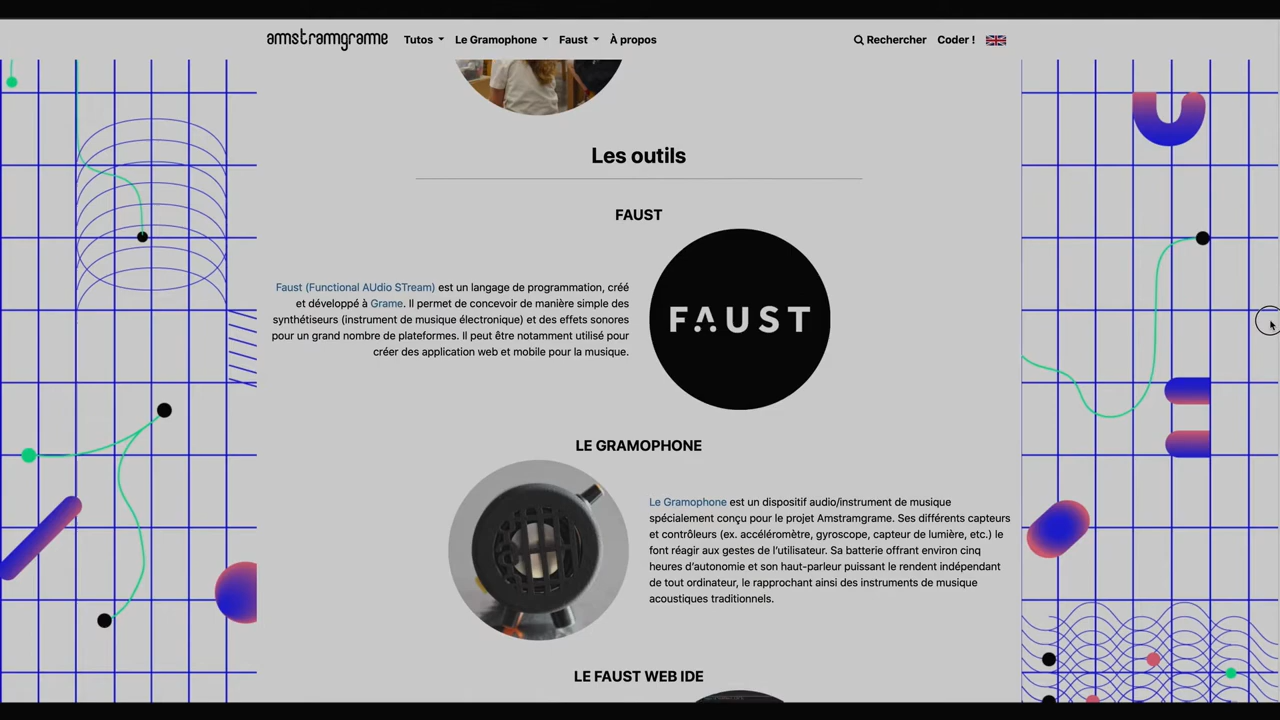 amstramgrame Tutos Le Gramophone Faust À propos Rechercher Coder !
Les outils
FAUST
Faust (Functional AUdio STream) est un langage de programmation, créé
et développé à Grame. Il permet de concevoir de manière simple des
synthétiseurs (instrument de musique électronique) et des effets sonores
pour un grand nombre de plateformes. Il peut être notamment utilisé pour
créer des application web et mobile pour la musique.
FAUST
LE GRAMOPHONE
Le Gramophone est un dispositif audio/instrument de musique
spécialement conçu pour le projet Amstramgrame. Ses différents capteurs
et contrôleurs (ex. accéléromètre, gyroscope, capteur de lumière, etc.) le
font réagir aux gestes de l'utilisateur. Sa batterie offrant environ cinq
heures d'autonomie et son haut-parleur puissant le rendent indépendant
de tout ordinateur, le rapprochant ainsi des instruments de musique
acoustiques traditionnels.
LE FAUST WEB IDE